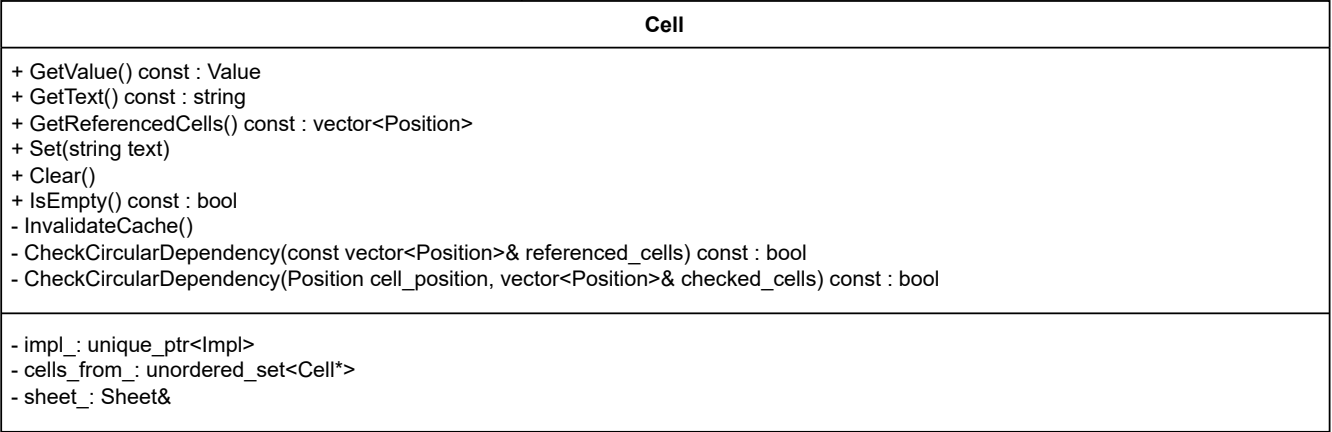 Cell
+ GetValue() const : Value
+ GetText() const : string
+ GetReferencedCells() const : vector<Position>
+ Set(string text)
+ Clear()
+ IsEmpty() const : bool
- InvalidateCache()
- CheckCircularDependency(const vector<Position>& referenced_cells) const : bool
- CheckCircularDependency(Position cell_position, vector<Position>& checked_cells) const : bool
- impl_: unique_ptr<Impl>
- cells_from_: unordered_set<Cell*>
- sheet_: Sheet&